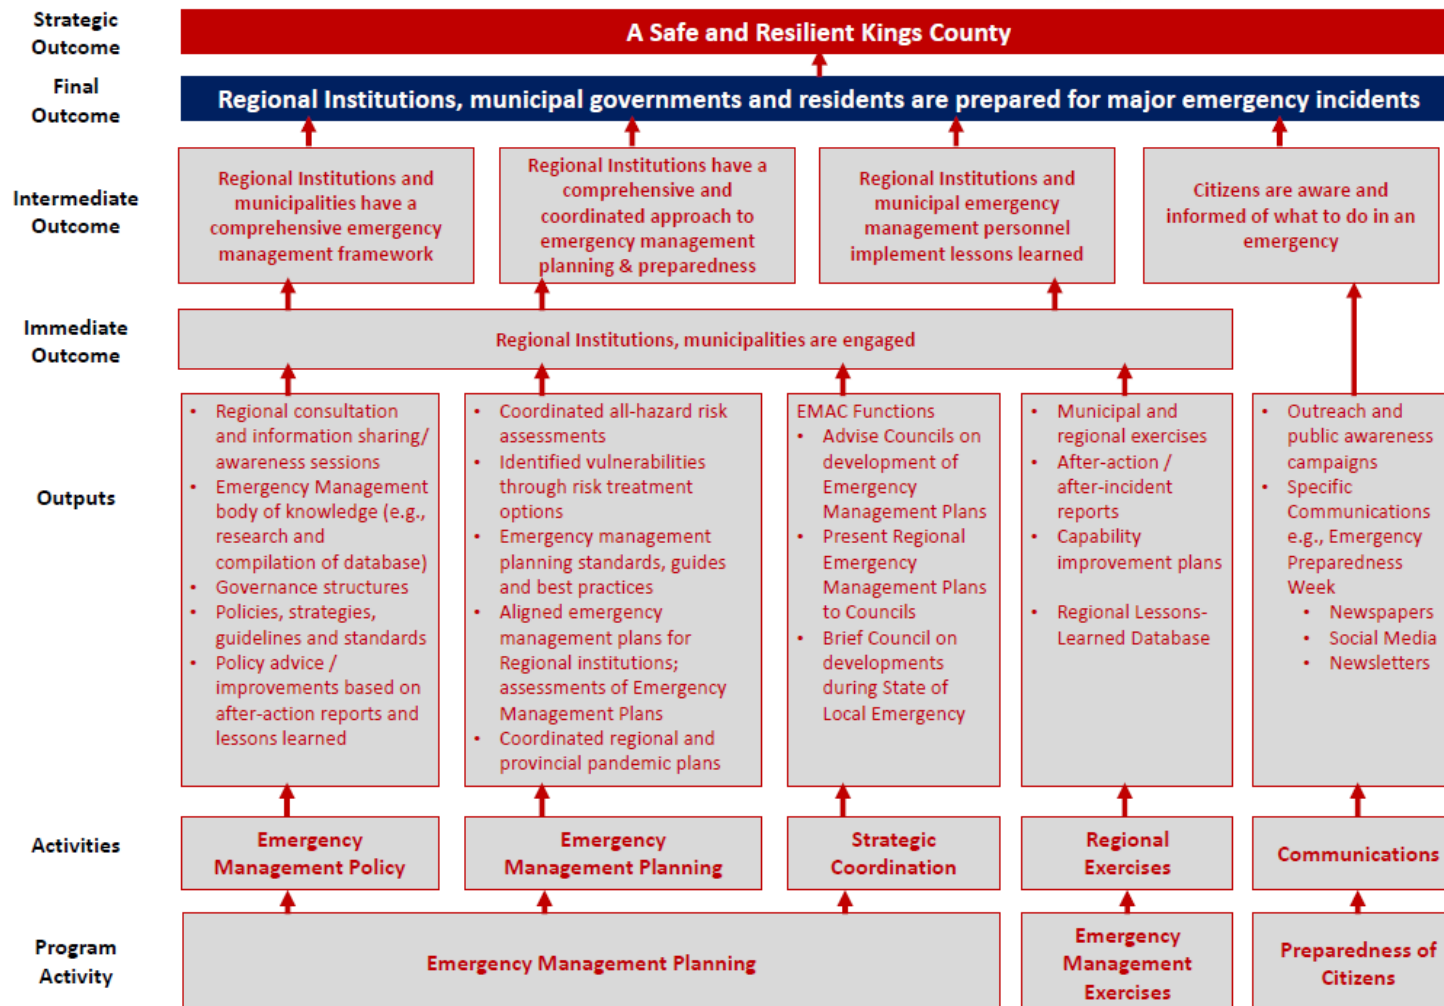 Strategic
Outcome
A Safe and Resilient Kings County
Final
Outcome
Regional Institutions, municipal governments and residents are prepared for major emergency incidents
Intermediate
Outcome
Regional Institutions and
municipalities have a
comprehensive emergency
management framework
Regional Institutions have a
comprehensive and
coordinated approach to
emergency management
planning & preparedness
Regional Institutions and
municipal emergency
management personnel
implement lessons learned
Citizens are aware and
informed of what to do in an
emergency
Immediate
Outcome
Regional Institutions, municipalities are engaged
Outputs
• Regional consultation
and information sharing/
awareness sessions
• Emergency Management
body of knowledge (e.g.,
research and
compilation of database)
• Governance structures
• Policies, strategies,
guidelines and standards
• Policy advice /
improvements based on
after-action reports and
lessons learned
• Coordinated all-hazard risk
assessments
• Identified vulnerabilities
through risk treatment
options
• Emergency management
planning standards, guides
and best practices
• Aligned emergency
management plans for
Regional institutions;
assessments of Emergency
Management Plans
• Coordinated regional and
provincial pandemic plans
EMAC Functions
• Advise Councils on
development of
Emergency
Management Plans
• Present Regional
Emergency
Management Plans
to Councils
• Brief Council on
developments
during State of
Local Emergency
• Municipal and
regional exercises
• After-action /
after-incident
reports
• Capability
improvement plans
• Regional Lessons-
Learned Database
• Outreach and
public awareness
campaigns
• Specific
Communications
e.g., Emergency
Preparedness
Week
• Newspapers
• Social Media
• Newsletters
Activities
Emergency
Management Policy
Emergency
Management Planning
Strategic
Coordination
Regional
Exercises
Communications
Program
Activity
Emergency Management Planning
Emergency
Management
Exercises
Preparedness of
Citizens